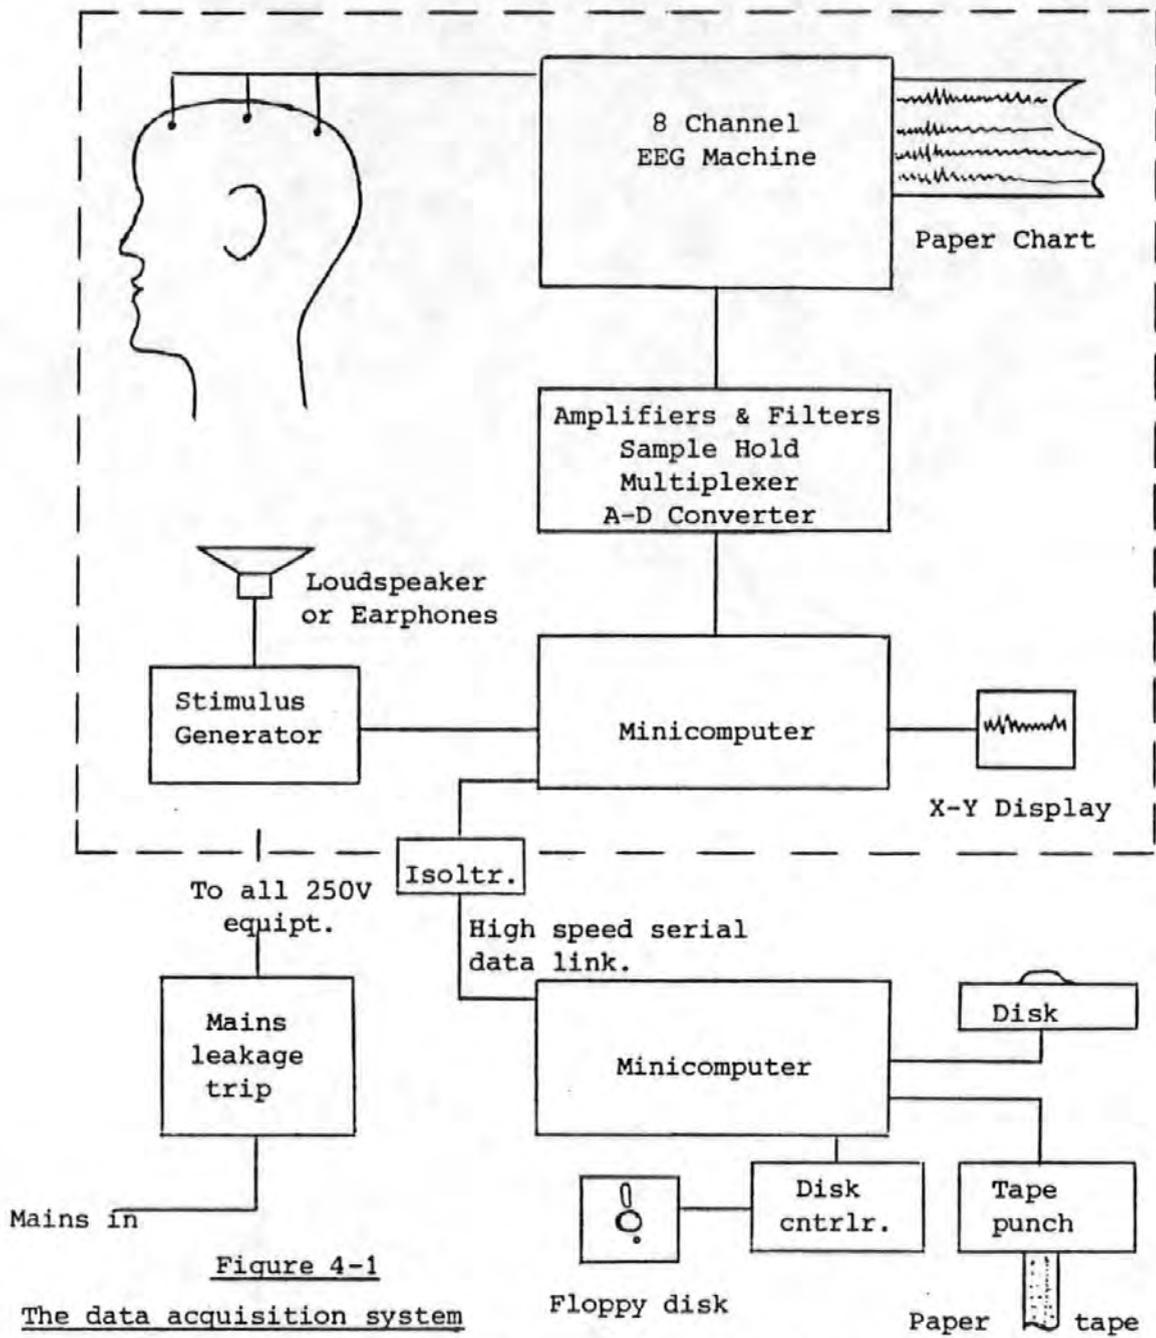 8 Channel
EEG Machine
Paper Chart
Amplifiers & Filters
Sample Hold
Multiplexer
A-D Converter
Loudspeaker
or Earphones
Stimulus
Generator
Minicomputer
X-Y Display
Isoltr.
To all 250V
equipt.
High speed serial
data link.
Mains
leakage
trip
Minicomputer
Disk
Disk
cntrlr.
Tape
punch
Mains in
Floppy disk
Paper tape
Figure 4-1
The data acquisition system